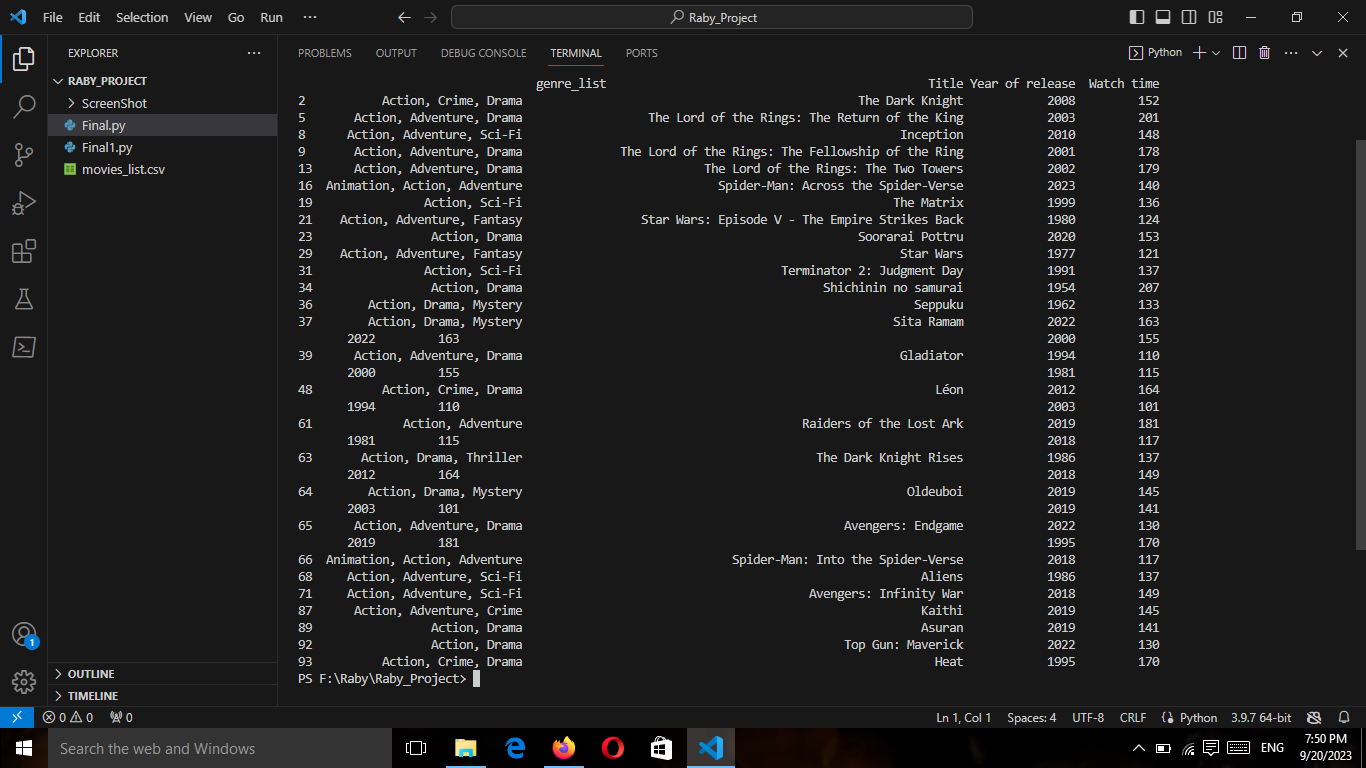 File Edit Selection View Go Run ··· Raby_Project
EXPLORER ···
RABY_PROJECT
ScreenShot
Final.py
Final1.py
movies_list.csv
OUTLINE
TIMELINE
PROBLEMS OUTPUT DEBUG CONSOLE TERMINAL PORTS Python
genre_list Title Year of release Watch time
2 Action, Crime, Drama The Dark Knight 2008 152
5 Action, Adventure, Drama The Lord of the Rings: The Return of the King 2003 201
8 Action, Adventure, Sci-Fi Inception 2010 148
9 Action, Adventure, Drama The Lord of the Rings: The Fellowship of the Ring 2001 178
13 Action, Adventure, Drama The Lord of the Rings: The Two Towers 2002 179
16 Animation, Action, Adventure Spider-Man: Across the Spider-Verse 2023 140
19 Action, Sci-Fi The Matrix 1999 136
21 Action, Adventure, Fantasy Star Wars: Episode V - The Empire Strikes Back 1980 124
23 Action, Drama Soorarai Pottru 2020 153
29 Action, Adventure, Fantasy Star Wars 1977 121
31 Action, Sci-Fi Terminator 2: Judgment Day 1991 137
34 Action, Drama Shichinin no samurai 1954 207
36 Action, Drama, Mystery Seppuku 1962 133
37 Action, Drama, Mystery Sita Ramam 2022 163
2022 163 2000 155
39 Action, Adventure, Drama Gladiator 1994 110
2000 155 1981 115
48 Action, Crime, Drama Léon 2012 164
1994 110 2003 101
61 Action, Adventure Raiders of the Lost Ark 2019 181
1981 115 2018 117
63 Action, Drama, Thriller The Dark Knight Rises 1986 137
2012 164 2018 149
64 Action, Drama, Mystery Oldeuboi 2019 145
2003 101 2019 141
65 Action, Adventure, Drama Avengers: Endgame 2022 130
2019 181 1995 170
66 Animation, Action, Adventure Spider-Man: Into the Spider-Verse 2018 117
68 Action, Adventure, Sci-Fi Aliens 1986 137
71 Action, Adventure, Sci-Fi Avengers: Infinity War 2018 149
87 Action, Adventure, Crime Kaithi 2019 145
89 Action, Drama Asuran 2019 141
92 Action, Drama Top Gun: Maverick 2022 130
93 Action, Crime, Drama Heat 1995 170
PS F:\Raby\Raby_Project>
1
0 0 0 Ln 1, Col 1 Spaces: 4 UTF-8 CRLF Python 3.9.7 64-bit
Search the web and Windows ENG 7:50 PM
9/20/2023